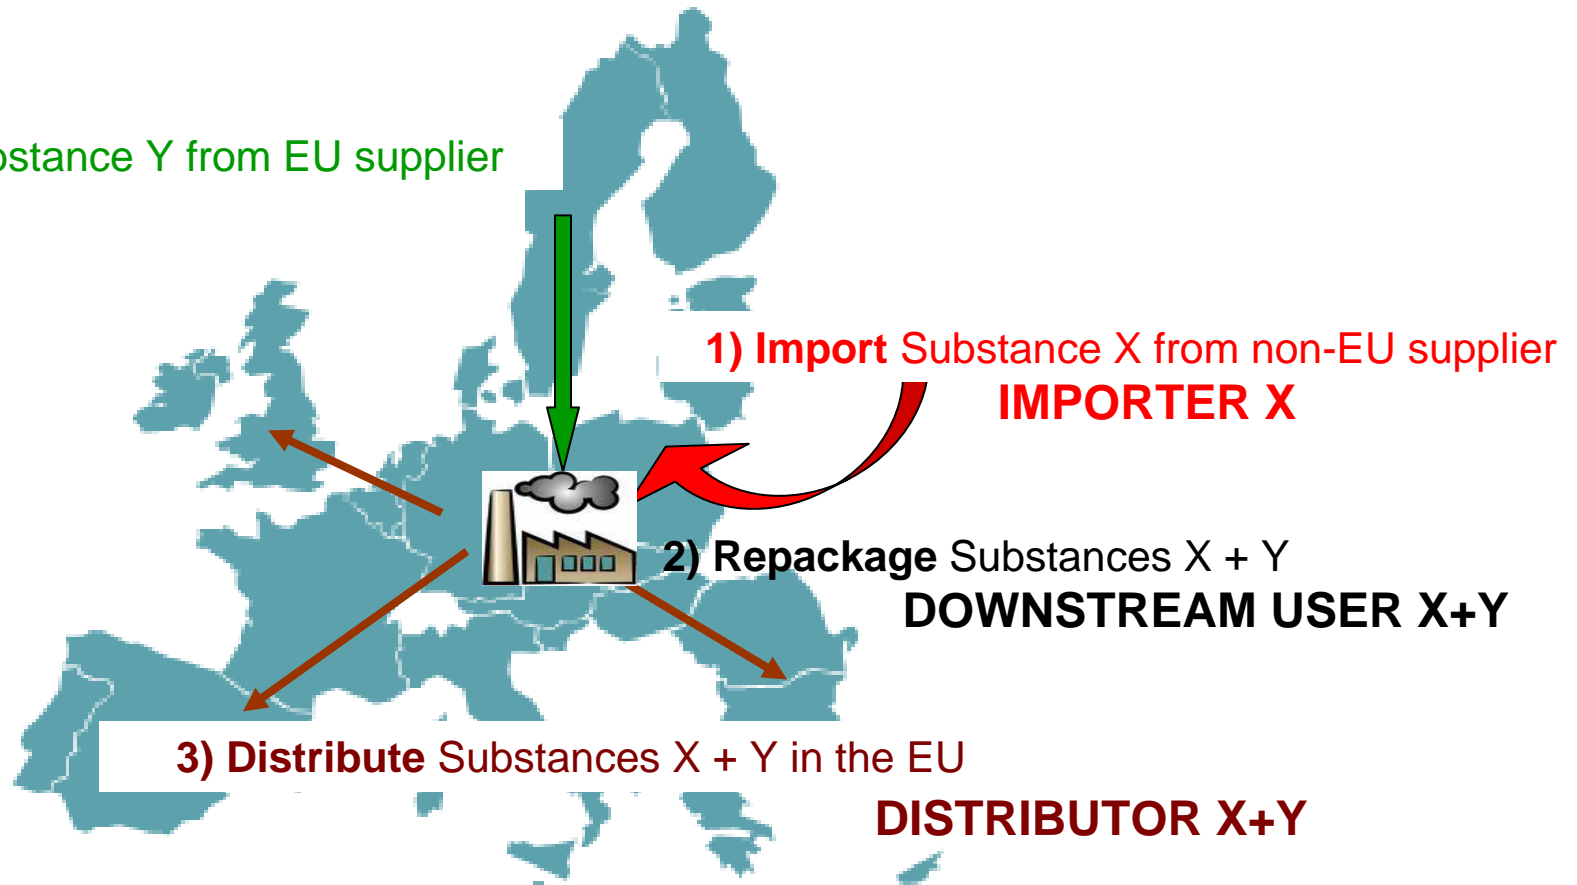 ostance Y from EU supplier
1) Import Substance X from non-EU supplier
IMPORTER X
2) Repackage Substances X + Y
DOWNSTREAM USER X+Y
3) Distribute Substances X + Y in the EU
DISTRIBUTOR X+Y